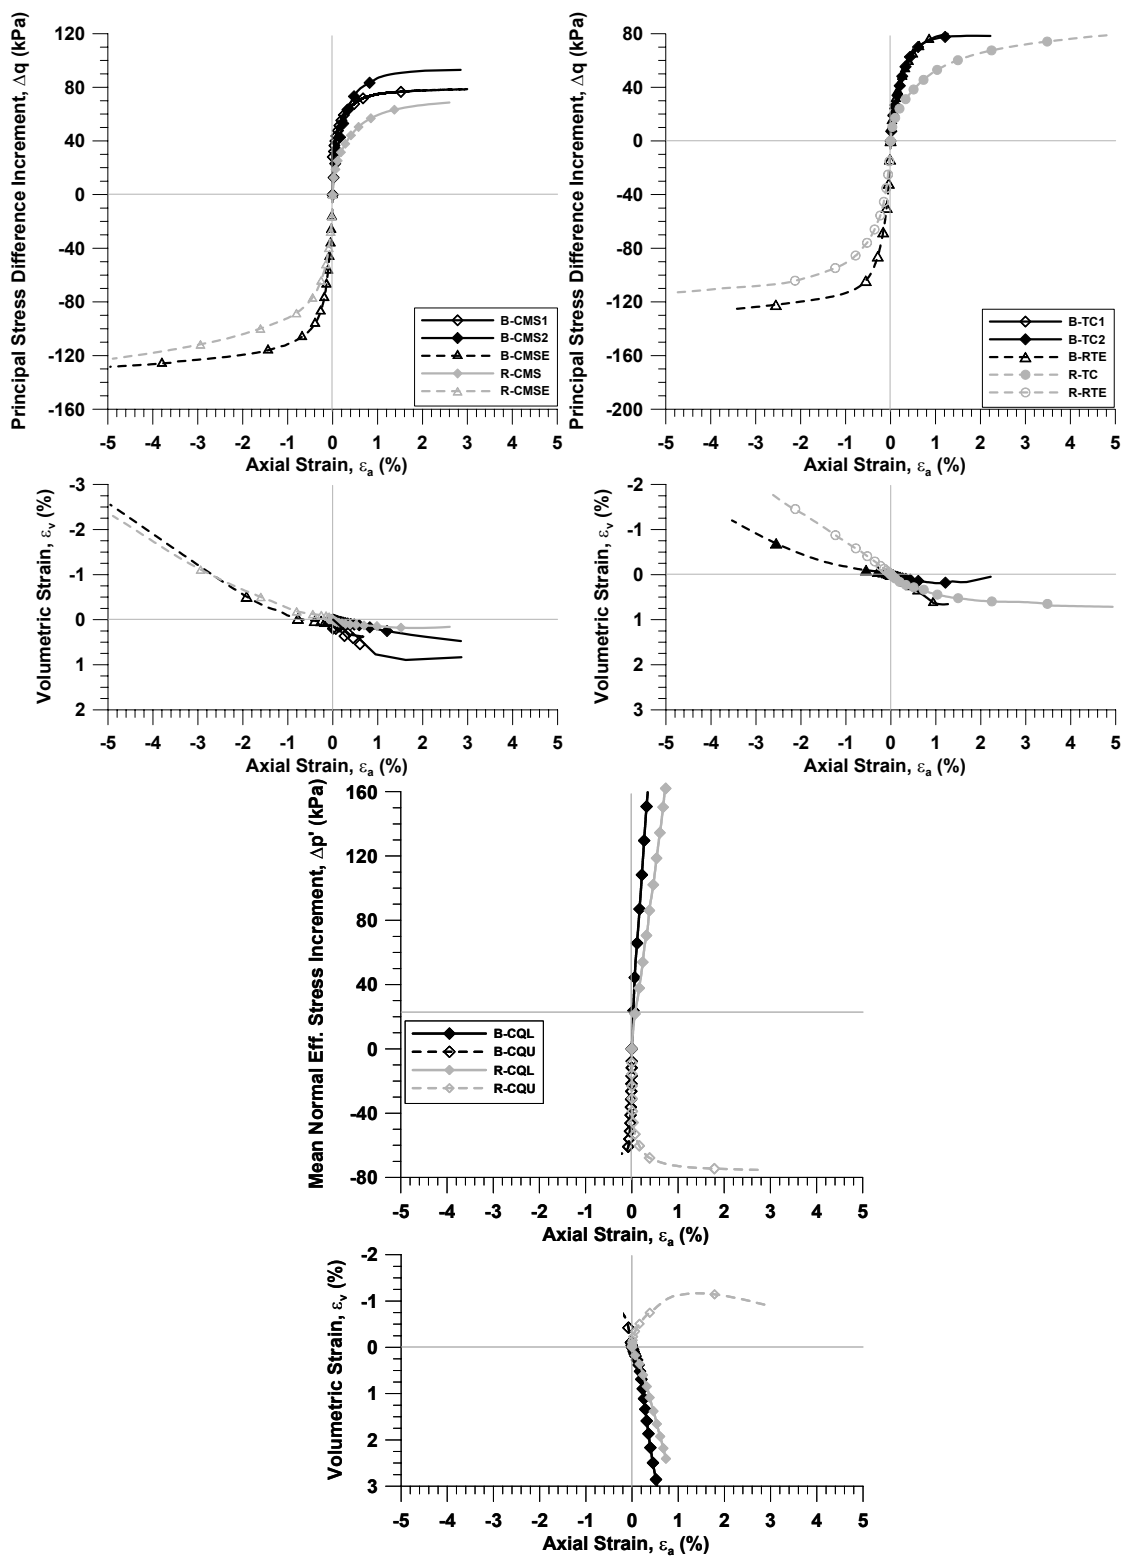 Principal Stress Difference Increment, Δq (kPa)
120
80
40
0
-40
-80
-120
-160
B-CMS1
B-CMS2
B-CMSE
R-CMS
R-CMSE
-5 -4 -3 -2 -1 0 1 2 3 4 5
Axial Strain, εa (%)
Principal Stress Difference Increment, Δq (kPa)
80
40
0
-40
-80
-120
-160
-200
B-TC1
B-TC2
B-RTE
R-TC
R-RTE
-5 -4 -3 -2 -1 0 1 2 3 4 5
Axial Strain, εa (%)
Volumetric Strain, εv (%)
-3
-2
-1
0
1
2
-5 -4 -3 -2 -1 0 1 2 3 4 5
Axial Strain, εa (%)
Volumetric Strain, εv (%)
-2
-1
0
1
2
3
-5 -4 -3 -2 -1 0 1 2 3 4 5
Axial Strain, εa (%)
Mean Normal Eff. Stress Increment, Δp' (kPa)
160
120
80
40
0
-40
-80
B-CQL
B-CQU
R-CQL
R-CQU
-5 -4 -3 -2 -1 0 1 2 3 4 5
Axial Strain, εa (%)
Volumetric Strain, εv (%)
-2
-1
0
1
2
3
-5 -4 -3 -2 -1 0 1 2 3 4 5
Axial Strain, εa (%)